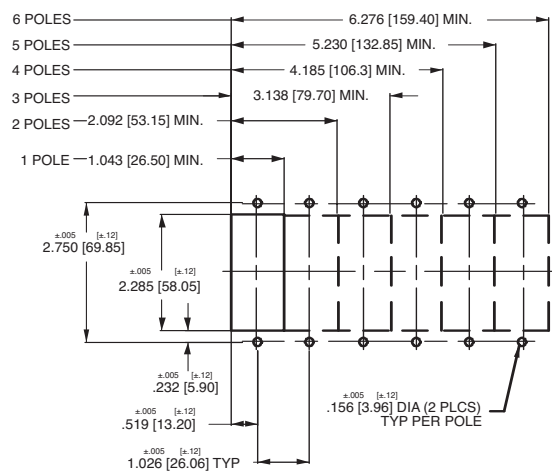 6 POLES 6.276 [159.40] MIN.
5 POLES 5.230 [132.85] MIN.
4 POLES 4.185 [106.3] MIN.
3 POLES 3.138 [79.70] MIN.
2 POLES 2.092 [53.15] MIN.
1 POLE 1.043 [26.50] MIN.
±.005 [±.12]
2.750 [69.85]
±.005 [±.12]
2.285 [58.05]
±.005 [±.12]
.232 [5.90]
±.005 [±.12]
.156 [3.96] DIA (2 PLCS)
TYP PER POLE
±.005 [±.12]
.519 [13.20]
±.005 [±.12]
1.026 [26.06] TYP